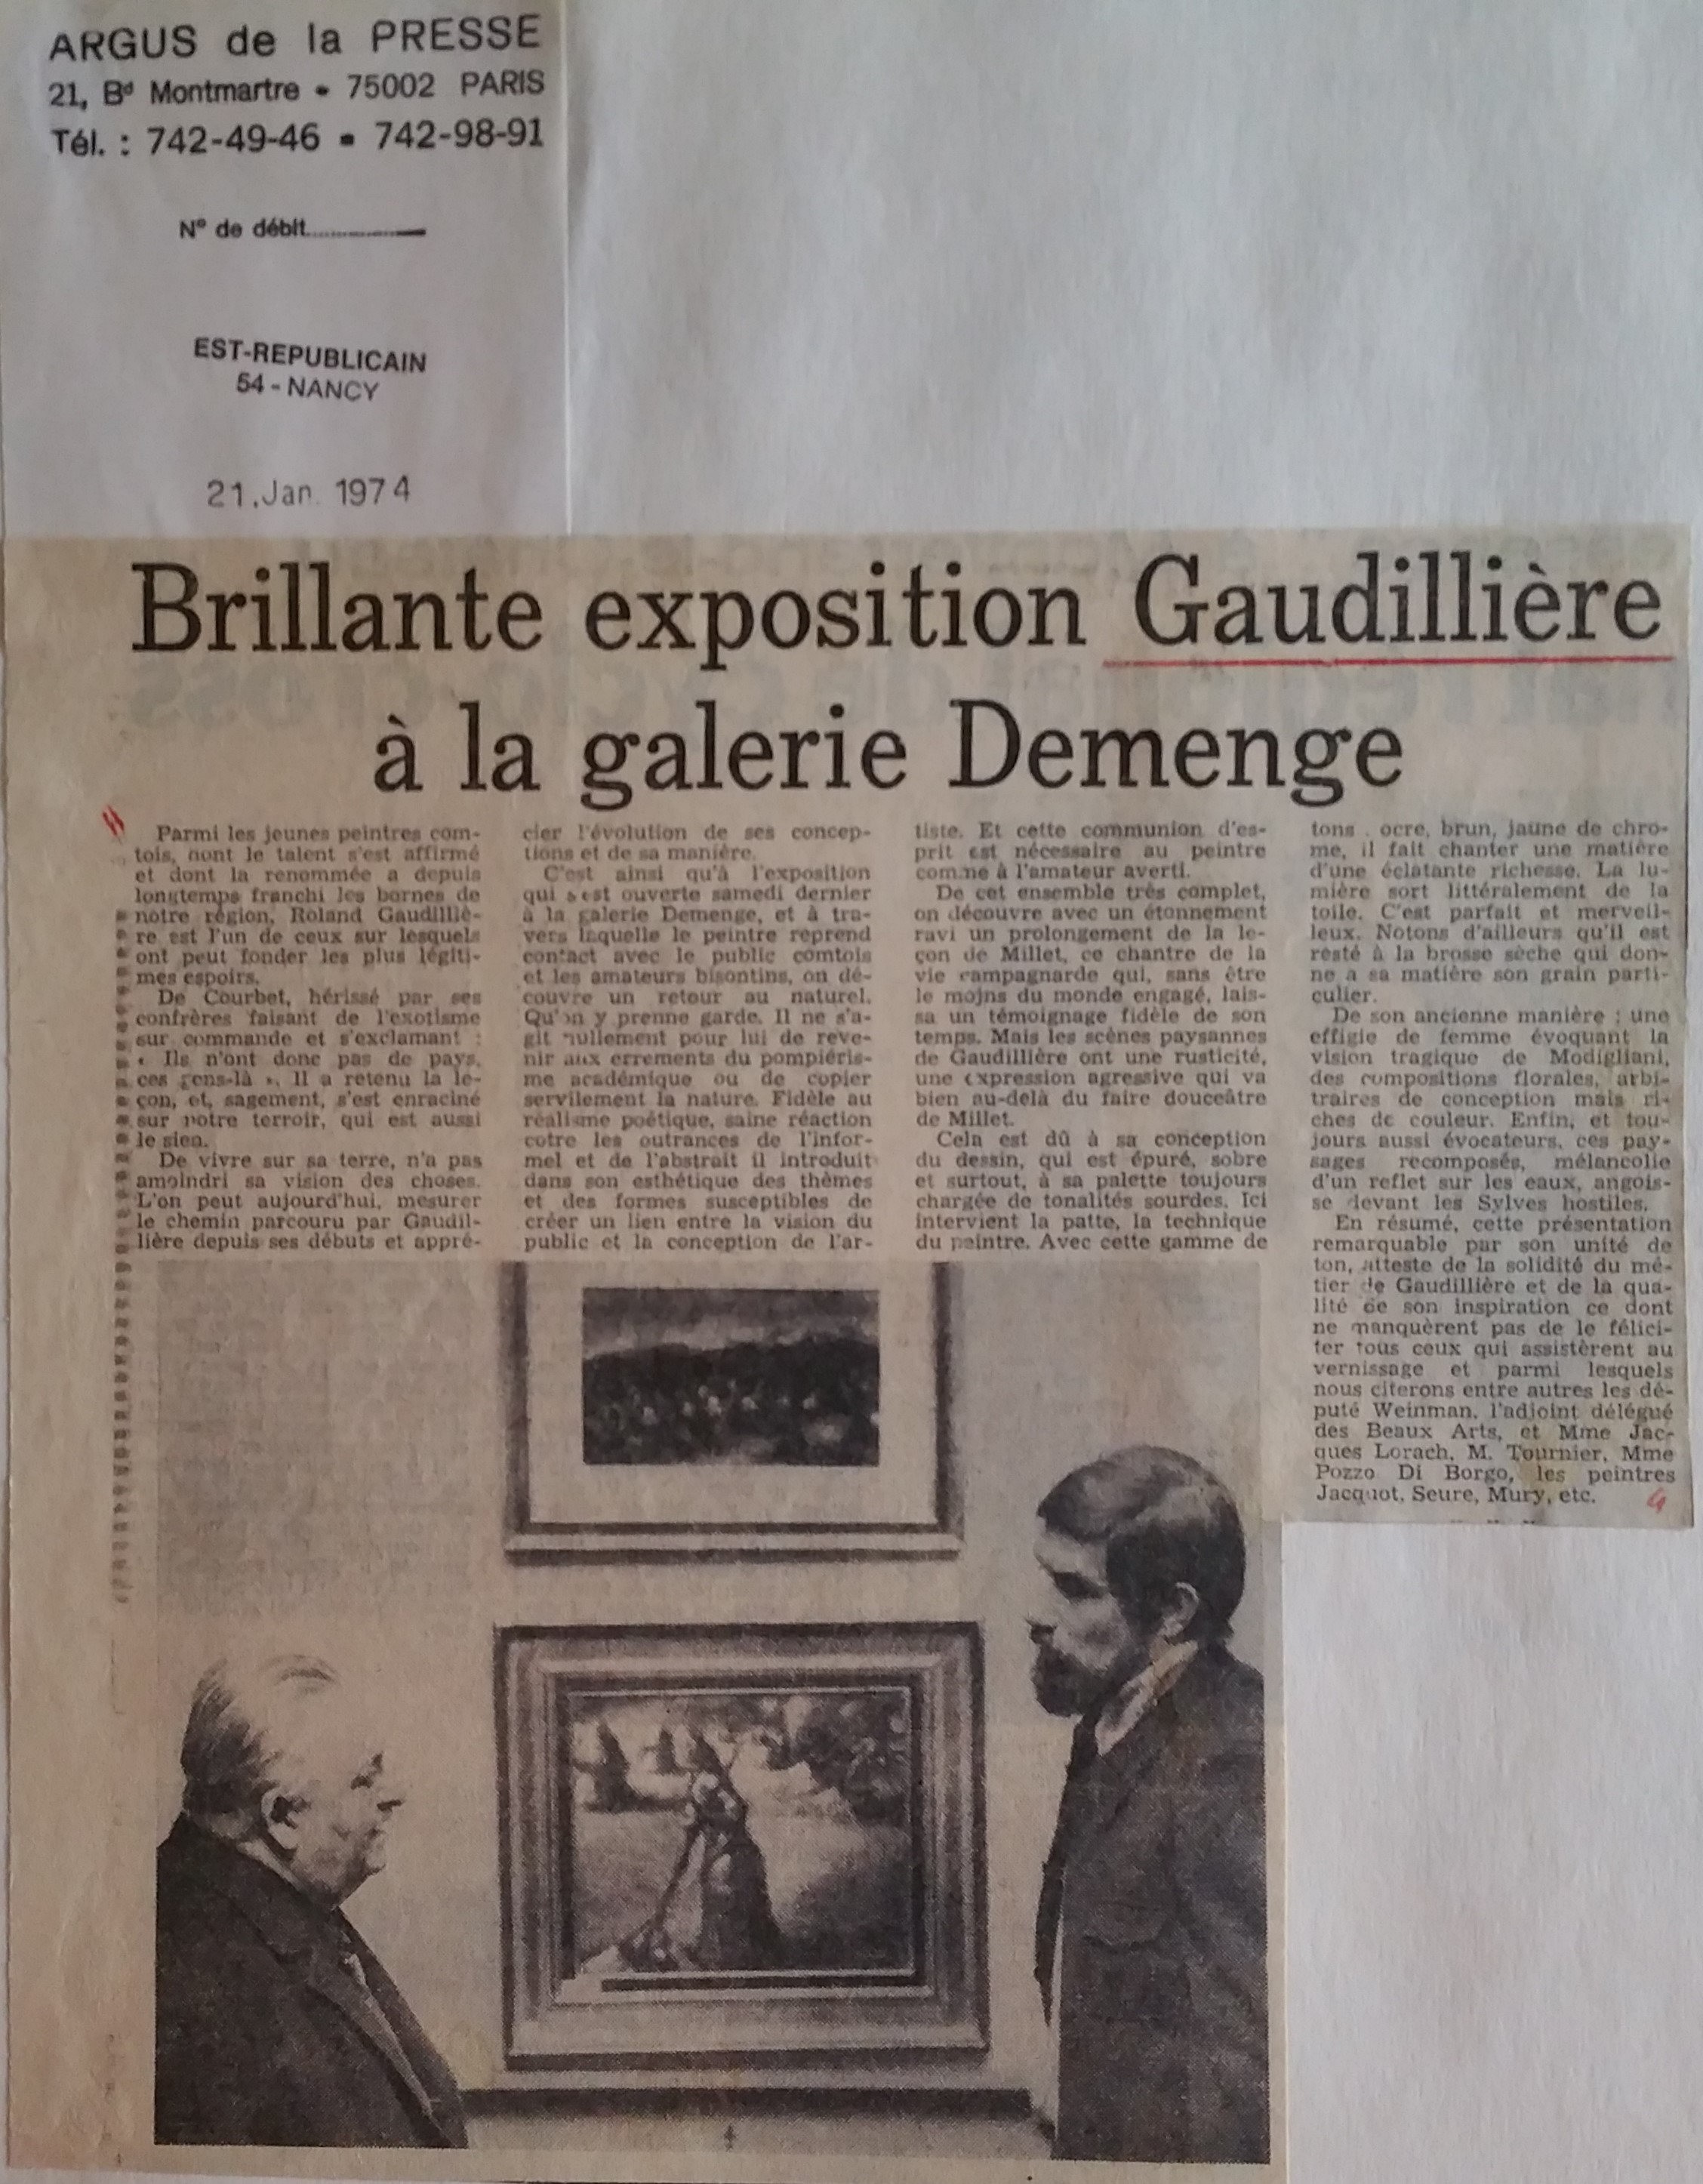 ARGUS de la PRESSE
21, Bd Montmartre - 75002 PARIS
Tél. : 742-49-46 - 742-98-91
N° de débit
EST-REPUBLICAIN
54 - NANCY
21.Jan. 1974
Brillante exposition Gaudillière
à la galerie Demenge
Parmi les jeunes peintres com-
tois, dont le talent s'est affirmé
et dont la renommée a depuis
longtemps franchi les bornes de
notre région, Roland Gaudilliè-
re est l'un de ceux sur lesquels
ont peut fonder les plus légiti-
mes espoirs.
De Courbet, hérissé par ses
confrères faisant de l'exotisme
sur commande et s'exclamant :
« Ils n'ont donc pas de pays,
ces gens-là ». Il a retenu la le-
çon, et, sagement, s'est enraciné
sur notre terroir, qui est aussi
le sien.
De vivre sur sa terre, n'a pas
amoindri sa vision des choses.
L'on peut aujourd'hui, mesurer
le chemin parcouru par Gaudil-
lière depuis ses débuts et appré-
cier l'évolution de ses concep-
tions et de sa manière.
C'est ainsi qu'à l'exposition
qui s'est ouverte samedi dernier
à la galerie Demenge, et à tra-
vers laquelle le peintre reprend
contact avec le public comtois
et les amateurs bisontins, on dé-
couvre un retour au naturel.
Qu'on y prenne garde. Il ne s'a-
git nullement pour lui de reve-
nir aux errements du pompiéris-
me académique ou de copier
servilement la nature. Fidèle au
réalisme poétique, saine réaction
cotre les outrances de l'infor-
mel et de l'abstrait il introduit
dans son esthétique des thèmes
et des formes susceptibles de
créer un lien entre la vision du
public et la conception de l'ar-
tiste. Et cette communion d'es-
prit est nécessaire au peintre
comme à l'amateur averti.
De cet ensemble très complet,
on découvre avec un étonnement
ravi un prolongement de la le-
çon de Millet, ce chantre de la
vie campagnarde qui, sans être
le moins du monde engagé, lais-
sa un témoignage fidèle de son
temps. Mais les scènes paysannes
de Gaudillière ont une rusticité,
une expression agressive qui va
bien au-delà du faire douceâtre
de Millet.
Cela est dû à sa conception
du dessin, qui est épuré, sobre
et surtout, à sa palette toujours
chargée de tonalités sourdes. Ici
intervient la patte, la technique
du peintre. Avec cette gamme de
tons : ocre, brun, jaune de chro-
me, il fait chanter une matière
d'une éclatante richesse. La lu-
mière sort littéralement de la
toile. C'est parfait et merveil-
leux. Notons d'ailleurs qu'il est
resté à la brosse sèche qui don-
ne a sa matière son grain parti-
culier.
De son ancienne manière : une
effigie de femme évoquant la
vision tragique de Modigliani,
des compositions florales, arbi-
traires de conception mais ri-
ches de couleur. Enfin, et tou-
jours aussi évocateurs, ces pay-
sages recomposés, mélancolie
d'un reflet sur les eaux, angois-
se devant les Sylves hostiles.
En résumé, cette présentation
remarquable par son unité de
ton, atteste de la solidité du mé-
tier de Gaudillière et de la qua-
lité de son inspiration ce dont
ne manquèrent pas de le félici-
ter tous ceux qui assistèrent au
vernissage et parmi lesquels
nous citerons entre autres les dé-
puté Weinman, l'adjoint délégué
des Beaux Arts, et Mme Jac-
ques Lorach, M. Tournier, Mme
Pozzo Di Borgo, les peintres
Jacquot, Seure, Mury, etc.